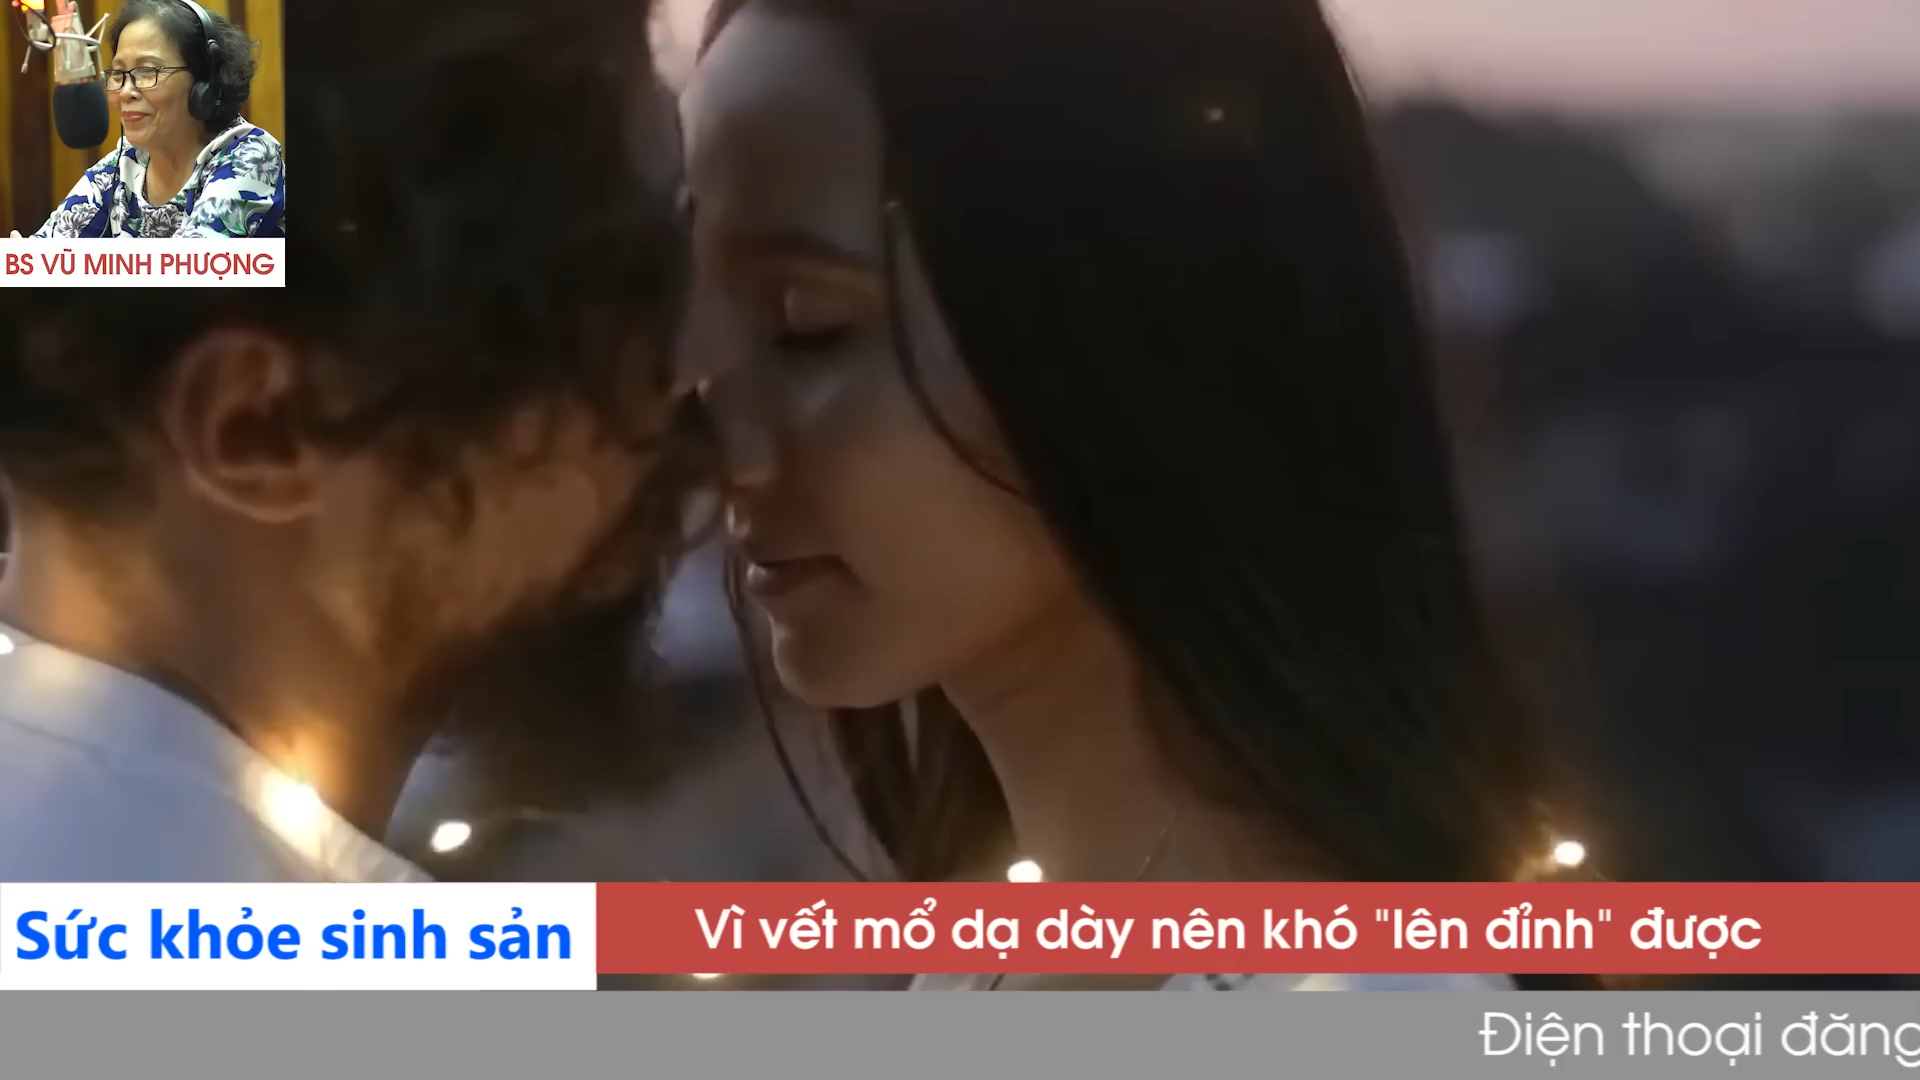 BS VŨ MINH PHƯỢNG
Sức khỏe sinh sản
Vì vết mổ dạ dày nên khó "lên đỉnh" được
Điện thoại đăng